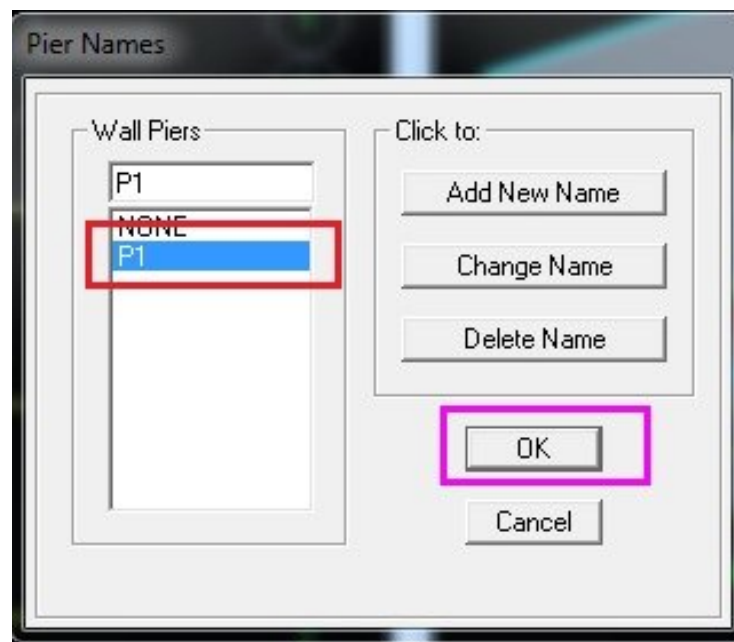 Pier Names
Wall Piers
P1
NONE
P1
Click to:
Add New Name
Change Name
Delete Name
OK
Cancel